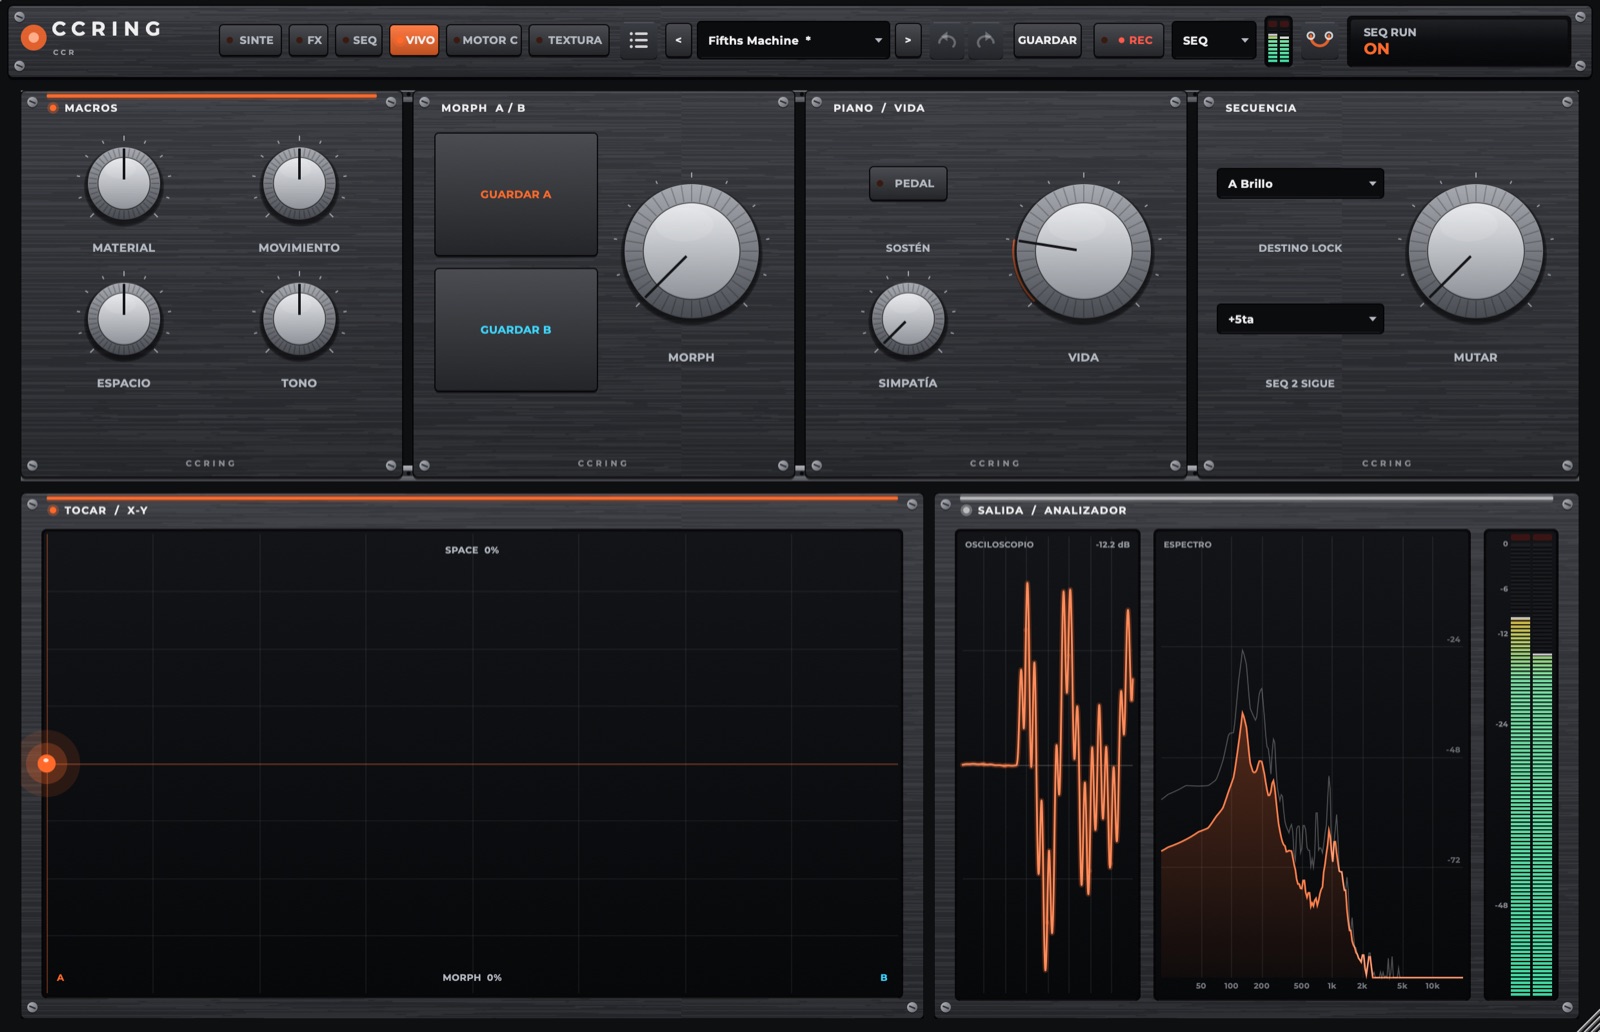 CCRING
CCR
SINTE
FX
SEQ
VIVO
MOTOR C
TEXTURA
<
Fifths Machine *
>
GUARDAR
REC
SEQ
SEQ RUN
ON
MACROS
MATERIAL
MOVIMIENTO
ESPACIO
TONO
CCRING
MORPH A / B
GUARDAR A
GUARDAR B
MORPH
CCRING
PIANO / VIDA
PEDAL
SOSTÉN
SIMPATÍA
VIDA
CCRING
SECUENCIA
A Brillo
DESTINO LOCK
+5ta
SEQ 2 SIGUE
MUTAR
CCRING
TOCAR / X-Y
SPACE 0%
A
MORPH 0%
B
SALIDA / ANALIZADOR
OSCILOSCOPIO
-12.2 dB
ESPECTRO
-24
-48
-72
50 100 200 500 1k 2k 5k 10k
0
-6
-12
-24
-48